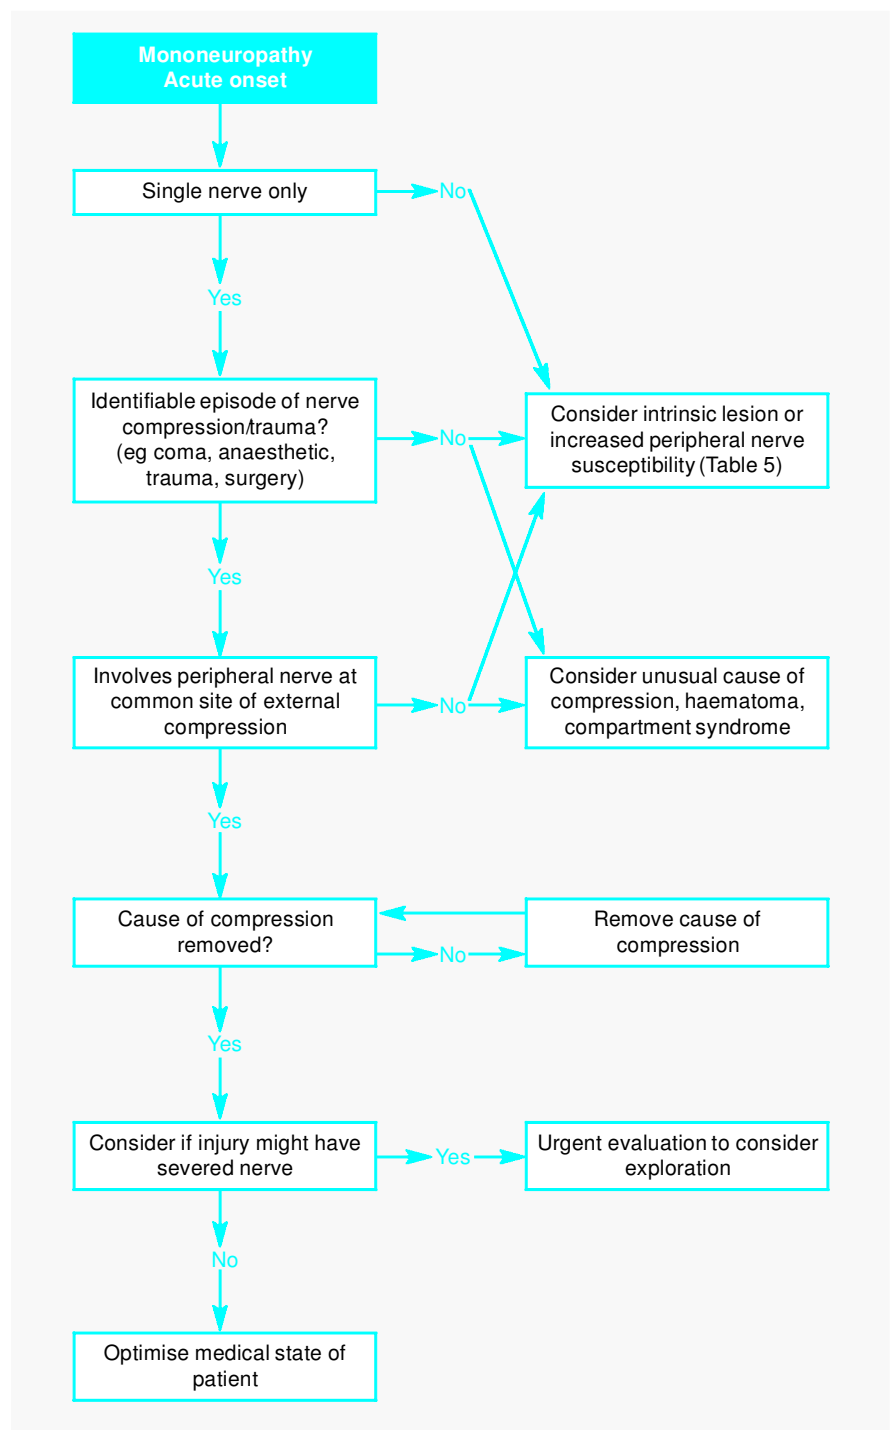 Mononeuropathy
Acute onset
Single nerve only
No
Yes
Identifiable episode of nerve
compression/trauma?
(eg coma, anaesthetic,
trauma, surgery)
No
Consider intrinsic lesion or
increased peripheral nerve
susceptibility (Table 5)
Yes
Involves peripheral nerve at
common site of external
compression
No
Consider unusual cause of
compression, haematoma,
compartment syndrome
Yes
Cause of compression
removed?
No
Remove cause of
compression
Yes
Consider if injury might have
severed nerve
Yes
Urgent evaluation to consider
exploration
No
Optimise medical state of
patient